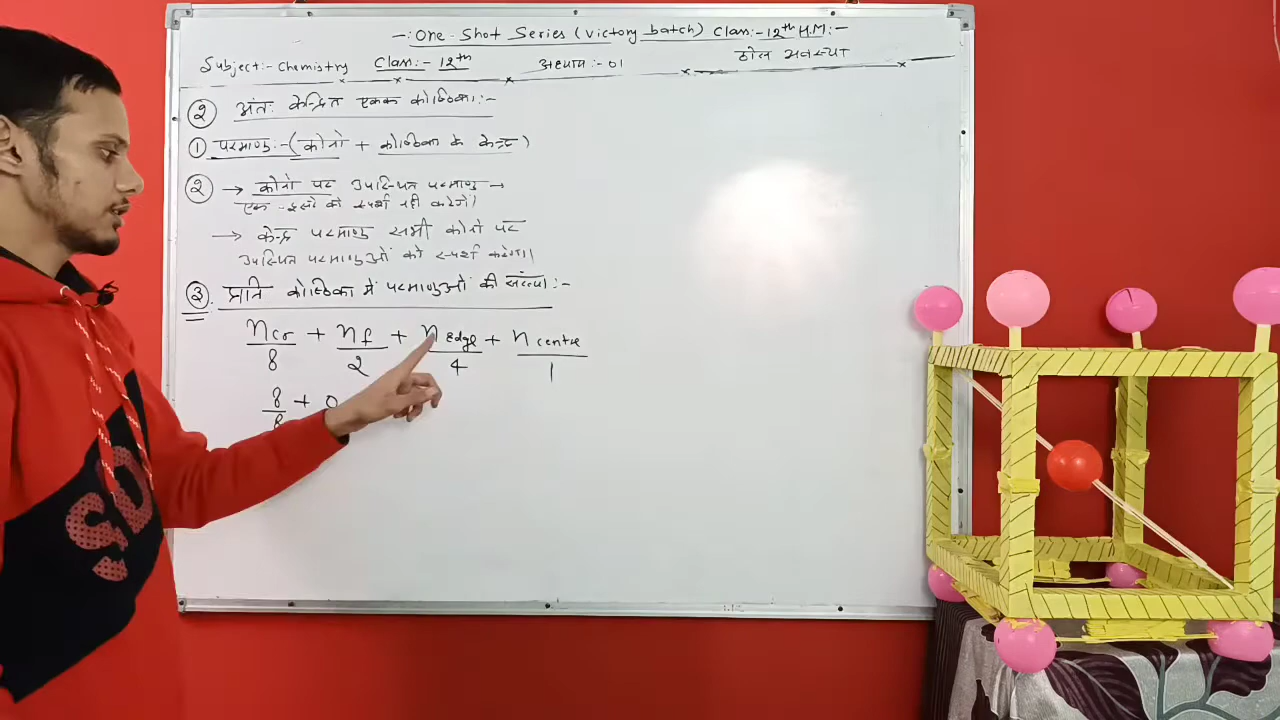 -: One-Shot Series (victory batch) Class:- 12th H.M:-
Subject:- Chemistry Class:- 12th अध्याय :- 01 ठोस अवस्था
② अंतः केन्द्रित एकक कोष्ठिका:-
① परमाणु:- (कोनो + कोष्ठिका के केन्द्र)
② → कोनो पर उपस्थित परमाणु →
एक-दूसरे को स्पर्श नही करेगें।
→ केन्द्र परमाणु सभी कोने पर
उपस्थित परमाणुओं को स्पर्श करेगा।
③. प्रति कोष्ठिका में परमाणुओं की संख्या:-
ncr/8 + nf/2 + n edge/4 + n centre/1
8/8 + 0